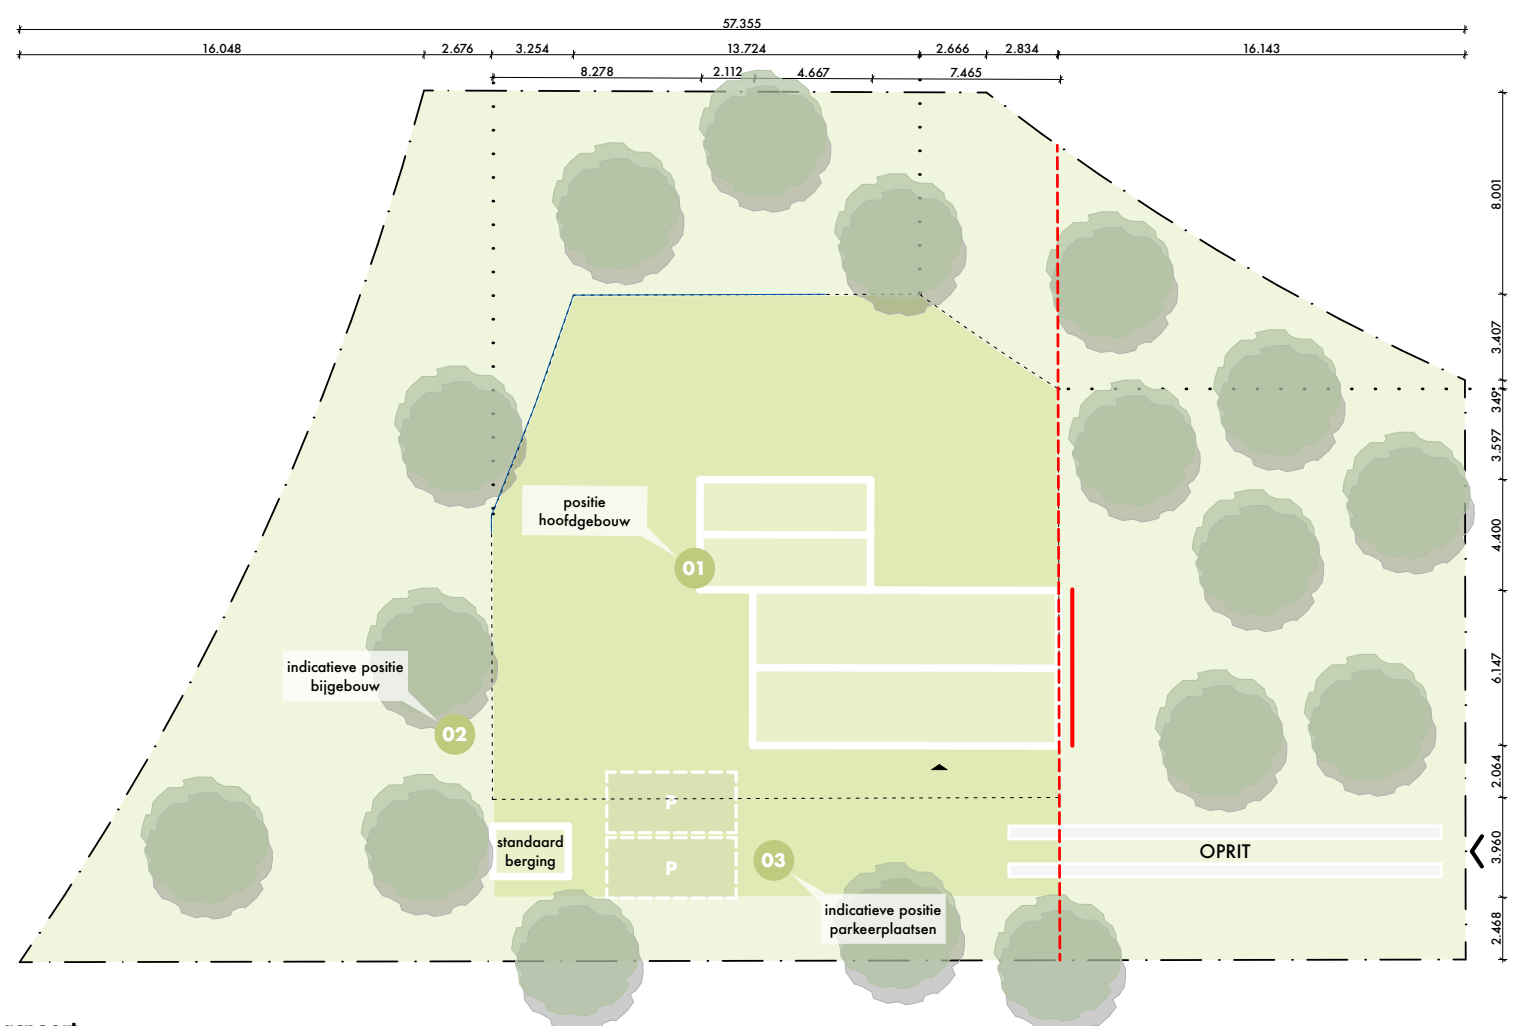 57.355
16.048 2.676 3.254 13.724 2.666 2.834 16.143
8.278 2.112 4.667 7.465
8.001
3.407
349
3.597
4.400
6.147
2.064
3.960
2.468
positie
hoofdgebouw
01
indicatieve positie
bijgebouw
02
P
standaard
berging
P
03
OPRIT
indicatieve positie
parkeerplaatsen